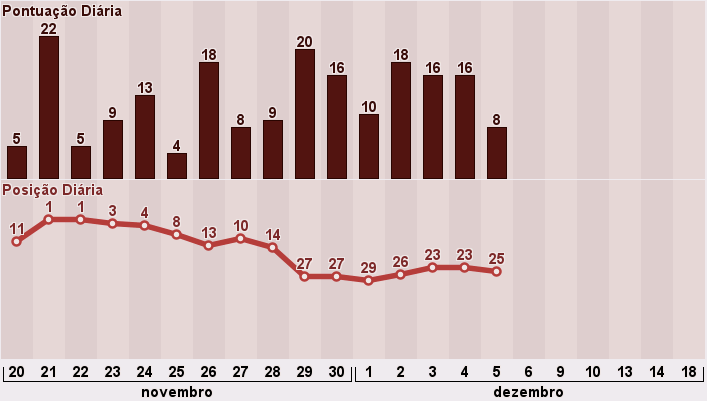 Pontuação Diária
5 22 5 9 13 4 18 8 9 20 16 10 18 16 16 8
Posição Diária
11 1 1 3 4 8 13 10 14 27 27 29 26 23 23 25
20 21 22 23 24 25 26 27 28 29 30 1 2 3 4 5 6 9 10 13 14 18
novembro dezembro